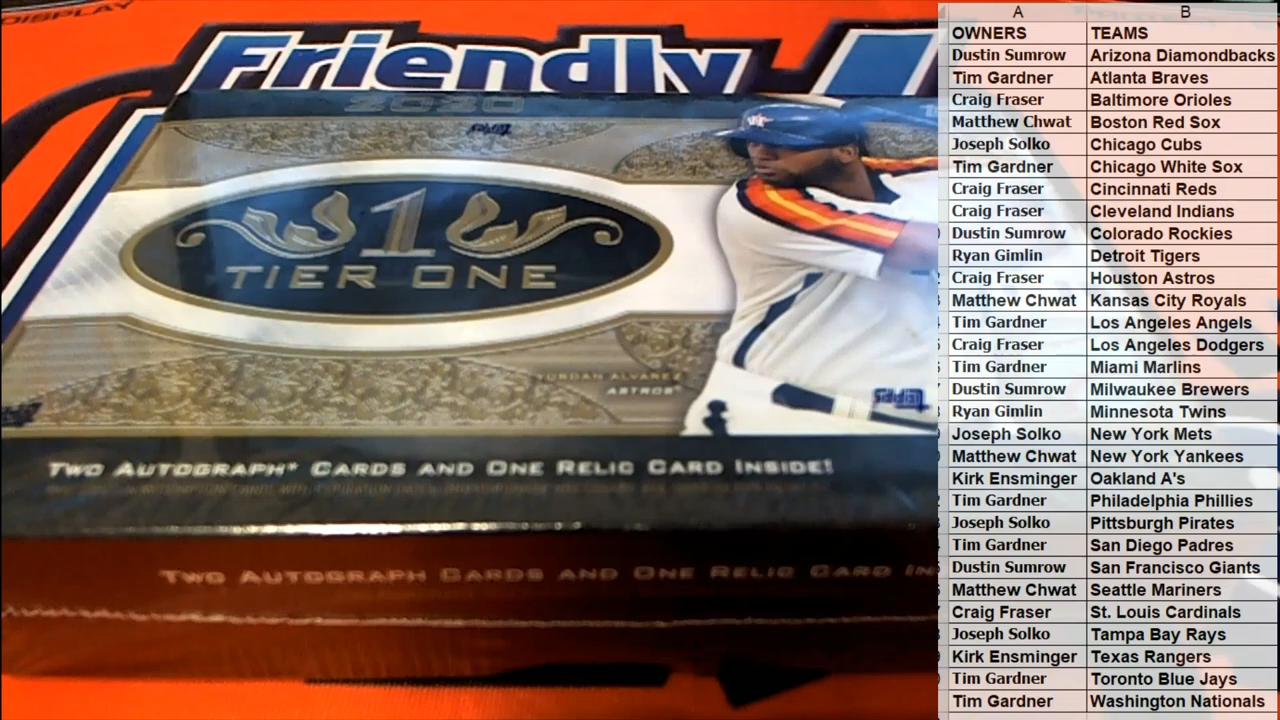 DISPLAY
Friendly
2020
topps
1
TIER ONE
YORDAN ALVAREZ
ASTROS
topps
TWO AUTOGRAPH* CARDS AND ONE RELIC CARD INSIDE!
TWO AUTOGRAPH CARDS AND ONE RELIC CARD IN
A B
OWNERS TEAMS
Dustin Sumrow Arizona Diamondbacks
Tim Gardner Atlanta Braves
Craig Fraser Baltimore Orioles
Matthew Chwat Boston Red Sox
Joseph Solko Chicago Cubs
Tim Gardner Chicago White Sox
Craig Fraser Cincinnati Reds
Craig Fraser Cleveland Indians
Dustin Sumrow Colorado Rockies
Ryan Gimlin Detroit Tigers
Craig Fraser Houston Astros
Matthew Chwat Kansas City Royals
Tim Gardner Los Angeles Angels
Craig Fraser Los Angeles Dodgers
Tim Gardner Miami Marlins
Dustin Sumrow Milwaukee Brewers
Ryan Gimlin Minnesota Twins
Joseph Solko New York Mets
Matthew Chwat New York Yankees
Kirk Ensminger Oakland A's
Tim Gardner Philadelphia Phillies
Joseph Solko Pittsburgh Pirates
Tim Gardner San Diego Padres
Dustin Sumrow San Francisco Giants
Matthew Chwat Seattle Mariners
Craig Fraser St. Louis Cardinals
Joseph Solko Tampa Bay Rays
Kirk Ensminger Texas Rangers
Tim Gardner Toronto Blue Jays
Tim Gardner Washington Nationals